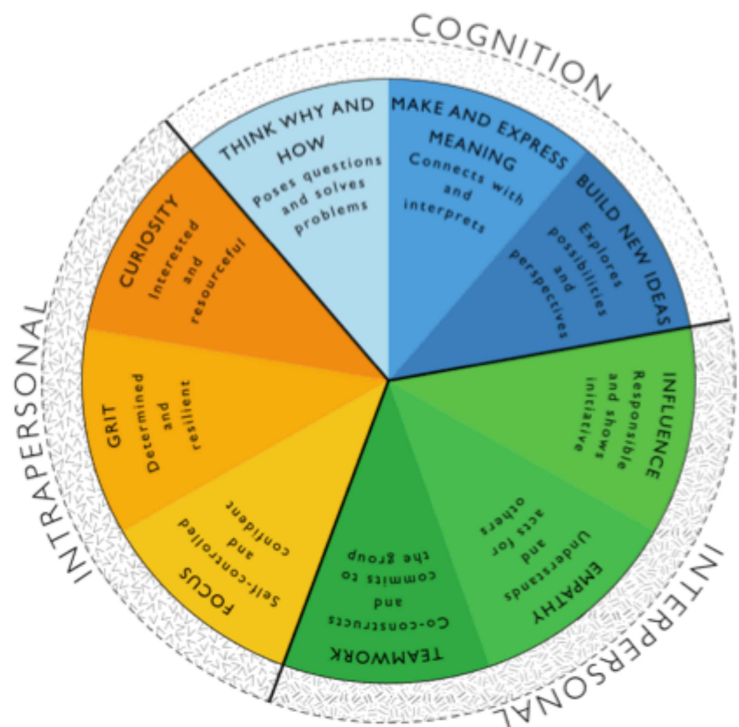 COGNITION
THINK WHY AND
HOW
Poses questions
and solves
problems
MAKE AND EXPRESS
MEANING
Connects with
and
interprets
BUILD NEW IDEAS
Explores
possibilities
and
perspectives
INTERPERSONAL
INFLUENCE
Responsible
and shows
initiative
EMPATHY
Understands
and
acts for
others
TEAMWORK
Co-constructs
and
commits to
the group
INTRAPERSONAL
FOCUS
Self-controlled
and
confident
GRIT
Determined
and
resilient
CURIOSITY
Interested
and
resourceful